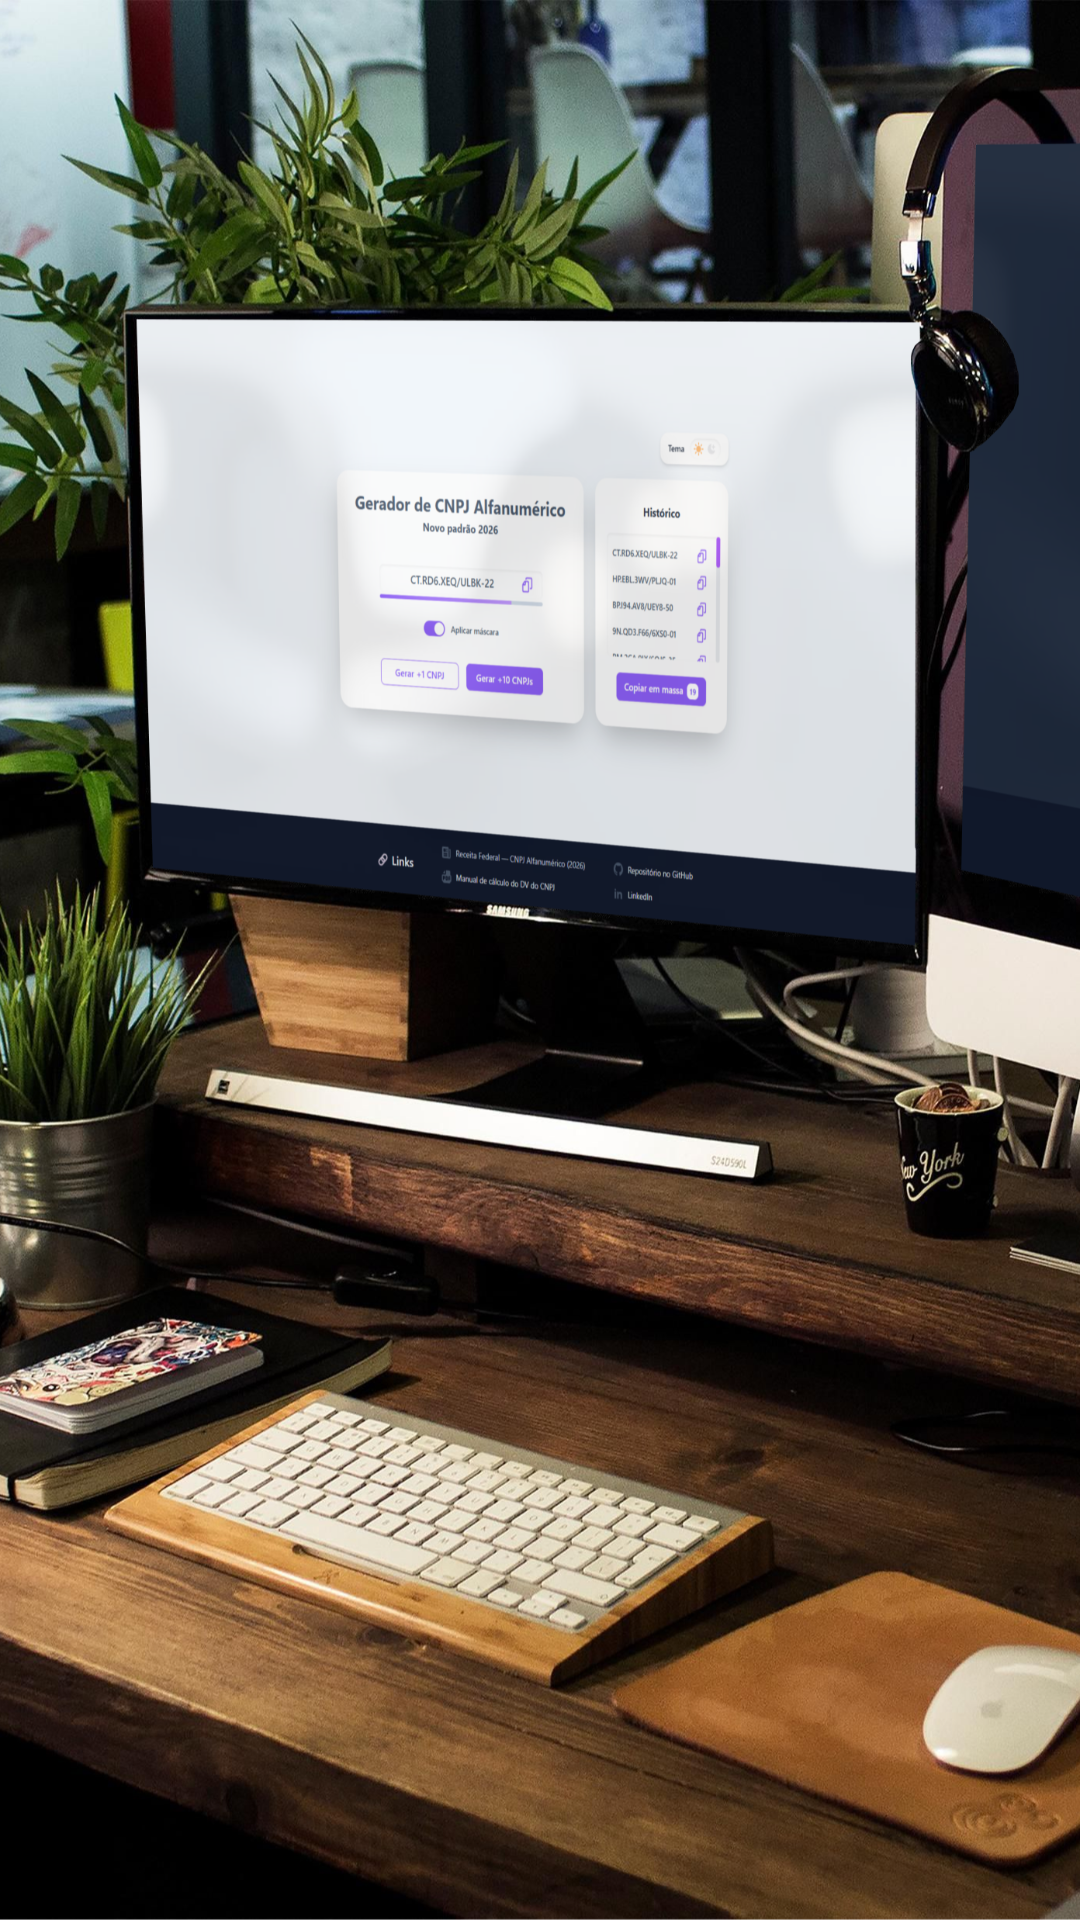 Tema
Gerador de CNPJ Alfanumérico
Novo padrão 2026
CT.RD6.XEQ/ULBK-22
Aplicar máscara
Gerar +1 CNPJ
Gerar +10 CNPJs
Histórico
CT.RD6.XEQ/ULBK-22
HP.EBL.3WV/PLJQ-01
BP.I94.AV8/UEY8-50
9N.QD3.F66/6XS0-01
Copiar em massa 19
Links
Receita Federal — CNPJ Alfanumérico (2026)
Manual de cálculo do DV do CNPJ
Repositório no GitHub
LinkedIn
SAMSUNG
S24D590L
New York